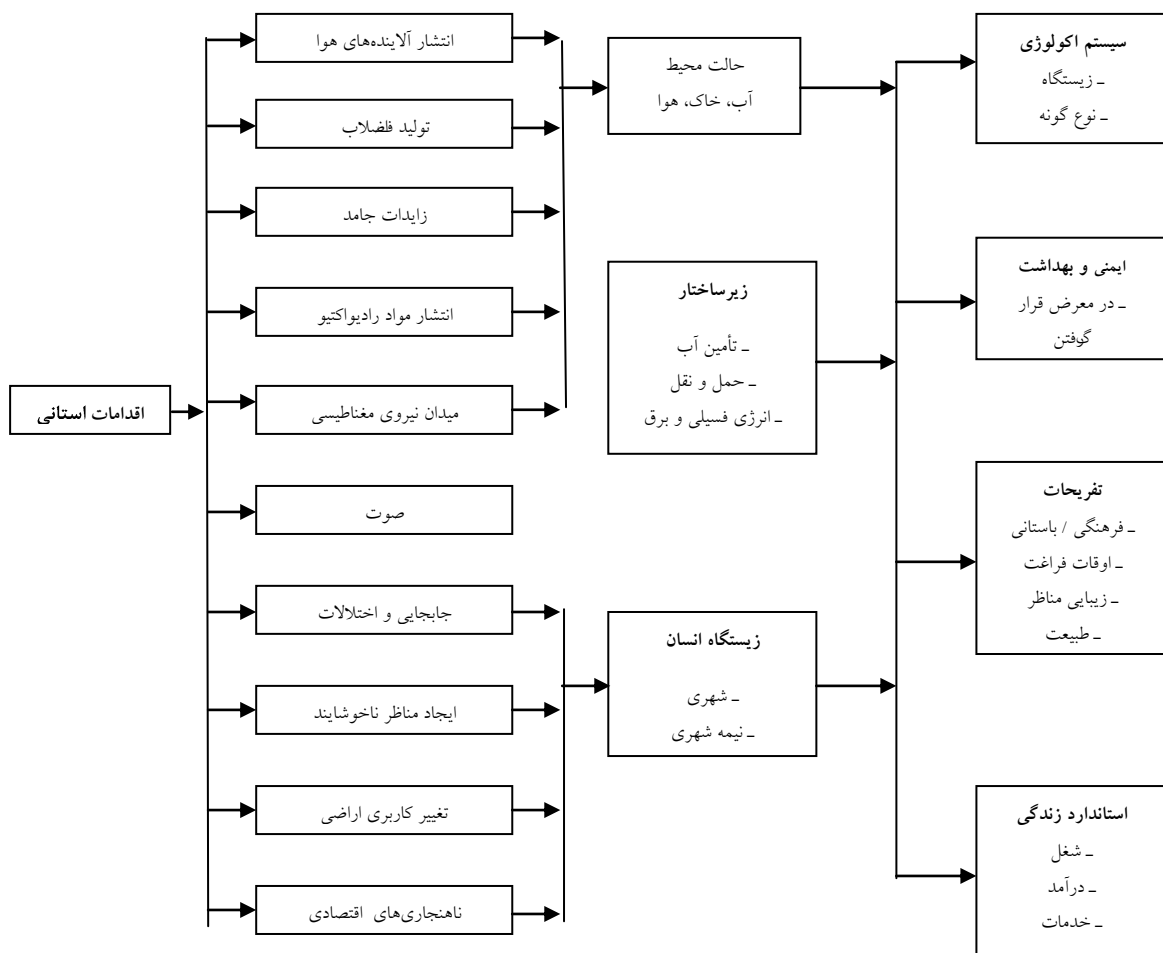 اقدامات استانی
انتشار آلاینده‌های هوا
تولید فلضلاب
زایدات جامد
انتشار مواد رادیواکتیو
میدان نیروی مغناطیسی
صوت
جابجایی و اختلالات
ایجاد مناظر ناخوشایند
تغییر کاربری اراضی
ناهنجاری‌های اقتصادی
حالت محیط
آب، خاک، هوا
زیرساختار
ـ تأمین آب
ـ حمل و نقل
ـ انرژی فسیلی و برق
زیستگاه انسان
ـ شهری
ـ نیمه شهری
سیستم اکولوژی
ـ زیستگاه
ـ نوع گونه
ایمنی و بهداشت
ـ در معرض قرار
گوفتن
تفریحات
ـ فرهنگی / باستانی
ـ اوقات فراغت
ـ زیبایی مناظر
ـ طبیعت
استاندارد زندگی
ـ شغل
ـ درآمد
ـ خدمات